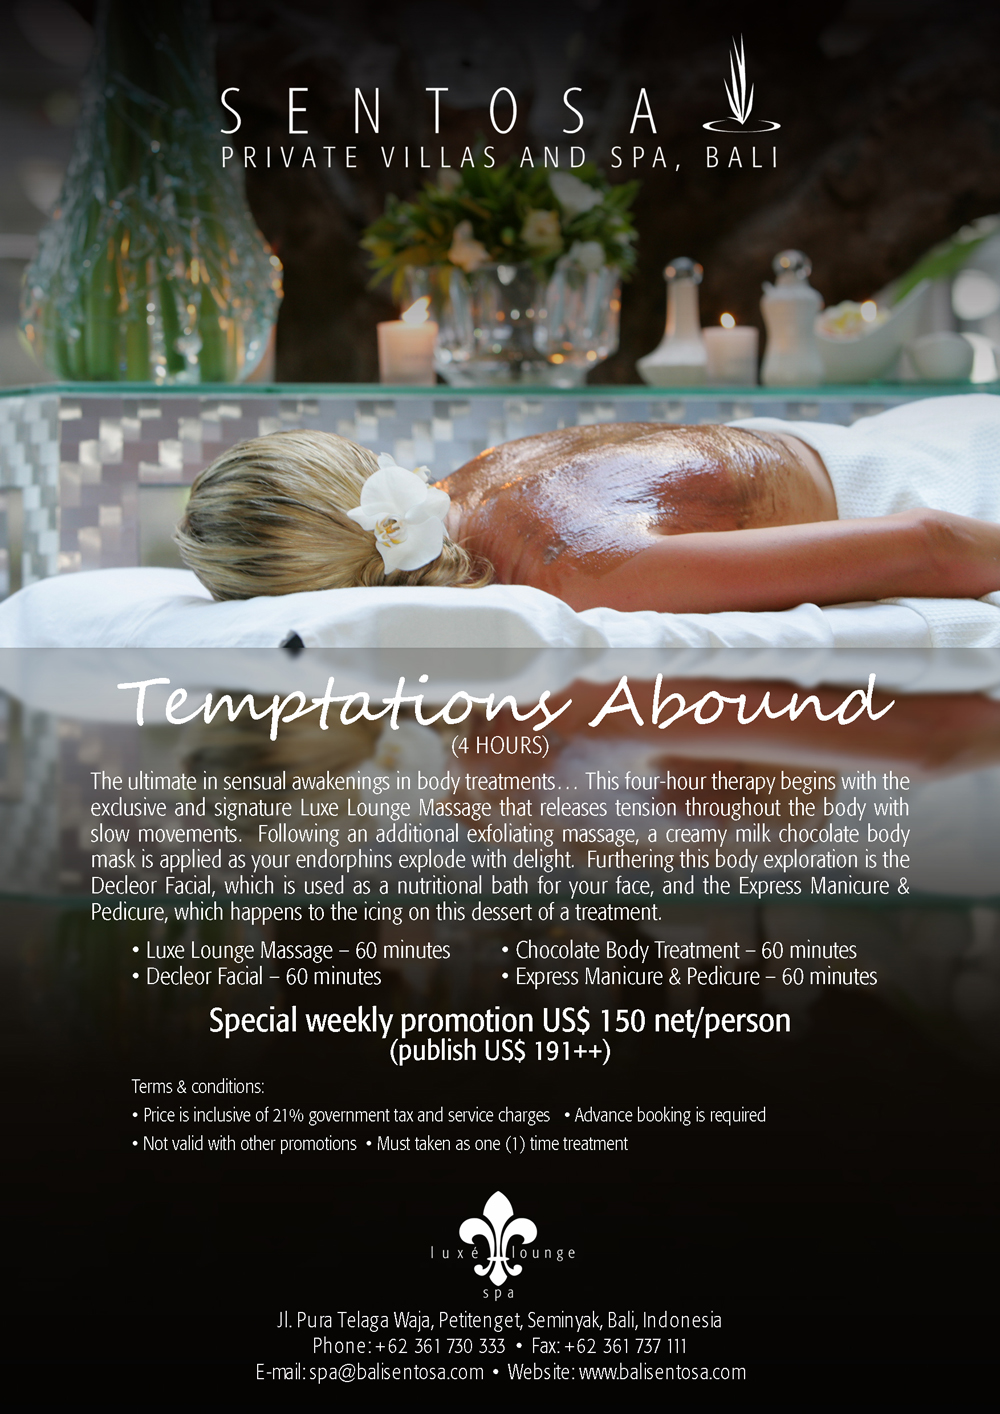 SENTOSA
PRIVATE VILLAS AND SPA, BALI
Temptations Abound
(4 HOURS)
The ultimate in sensual awakenings in body treatments… This four-hour therapy begins with the
exclusive and signature Luxe Lounge Massage that releases tension throughout the body with
slow movements. Following an additional exfoliating massage, a creamy milk chocolate body
mask is applied as your endorphins explode with delight. Furthering this body exploration is the
Decleor Facial, which is used as a nutritional bath for your face, and the Express Manicure &
Pedicure, which happens to the icing on this dessert of a treatment.
• Luxe Lounge Massage – 60 minutes • Chocolate Body Treatment – 60 minutes
• Decleor Facial – 60 minutes • Express Manicure & Pedicure – 60 minutes
Special weekly promotion US$ 150 net/person
(publish US$ 191++)
Terms & conditions:
• Price is inclusive of 21% government tax and service charges • Advance booking is required
• Not valid with other promotions • Must taken as one (1) time treatment
luxé lounge
spa
Jl. Pura Telaga Waja, Petitenget, Seminyak, Bali, Indonesia
Phone: +62 361 730 333 • Fax: +62 361 737 111
E-mail: spa@balisentosa.com • Website: www.balisentosa.com